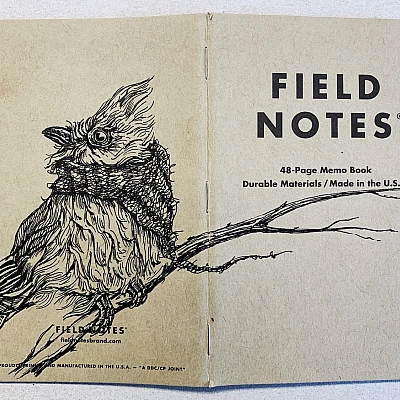 FIELD NOTES
fieldnotesbrand.com
PROUDLY PRINTED AND MANUFACTURED IN THE U.S.A. — "A DDC/CP JOINT"
FIELD
NOTES®
48-Page Memo Book
Durable Materials / Made in the U.S.